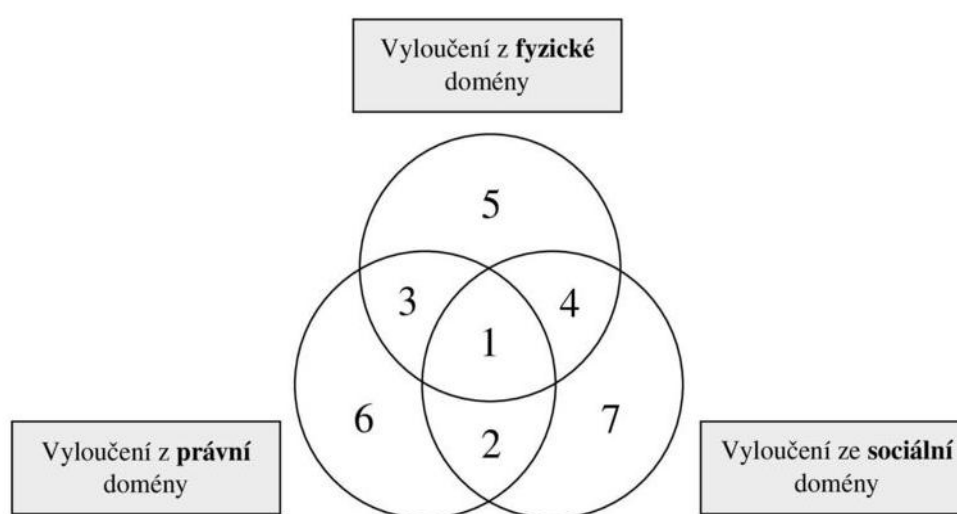 Vyloučení z fyzické
domény
5
3
4
1
6
7
2
Vyloučení z právní
domény
Vyloučení ze sociální
domény